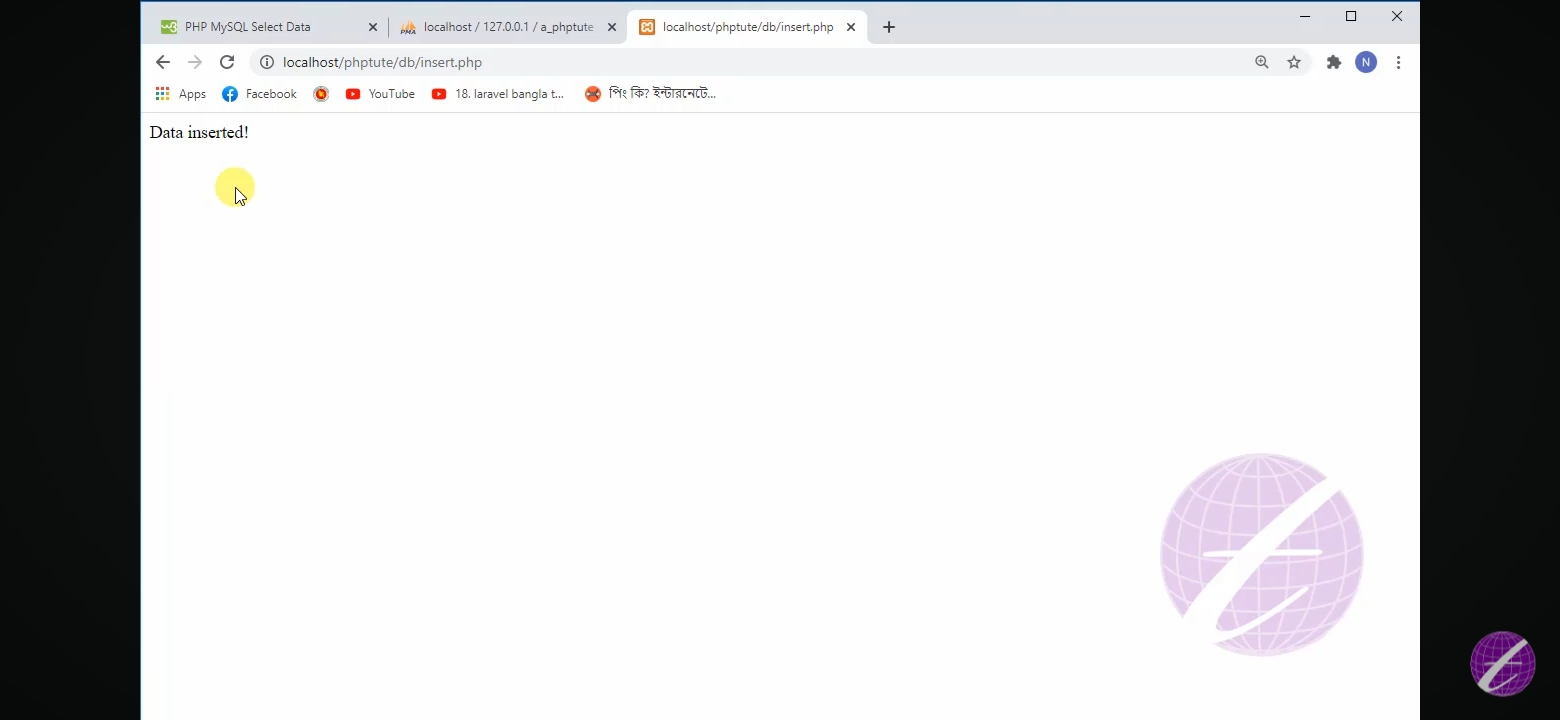 PHP MySQL Select Data
localhost / 127.0.0.1 / a_phptute
localhost/phptute/db/insert.php
localhost/phptute/db/insert.php
N
Apps
Facebook
YouTube
18. laravel bangla t...
পিং কি? ইন্টারনেটে...
Data inserted!